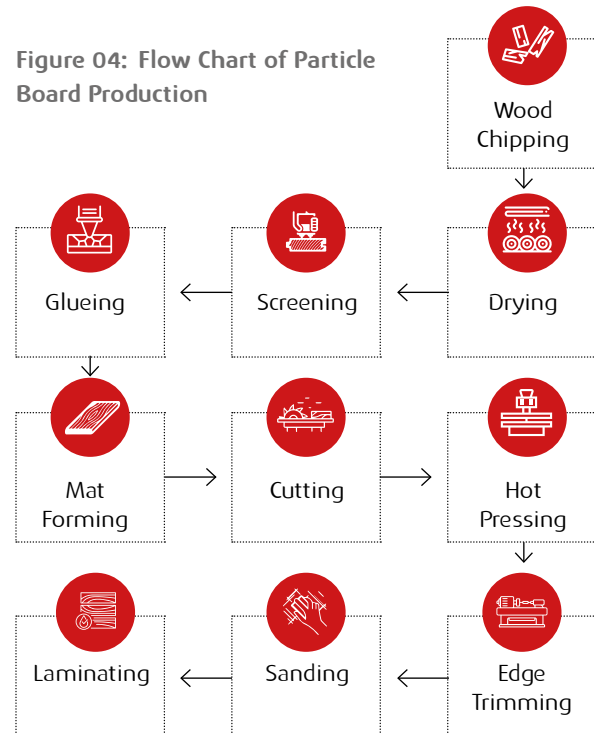 Figure 04: Flow Chart of Particle
Board Production
Wood
Chipping
Drying
Screening
Glueing
Mat
Forming
Cutting
Hot
Pressing
Edge
Trimming
Sanding
Laminating